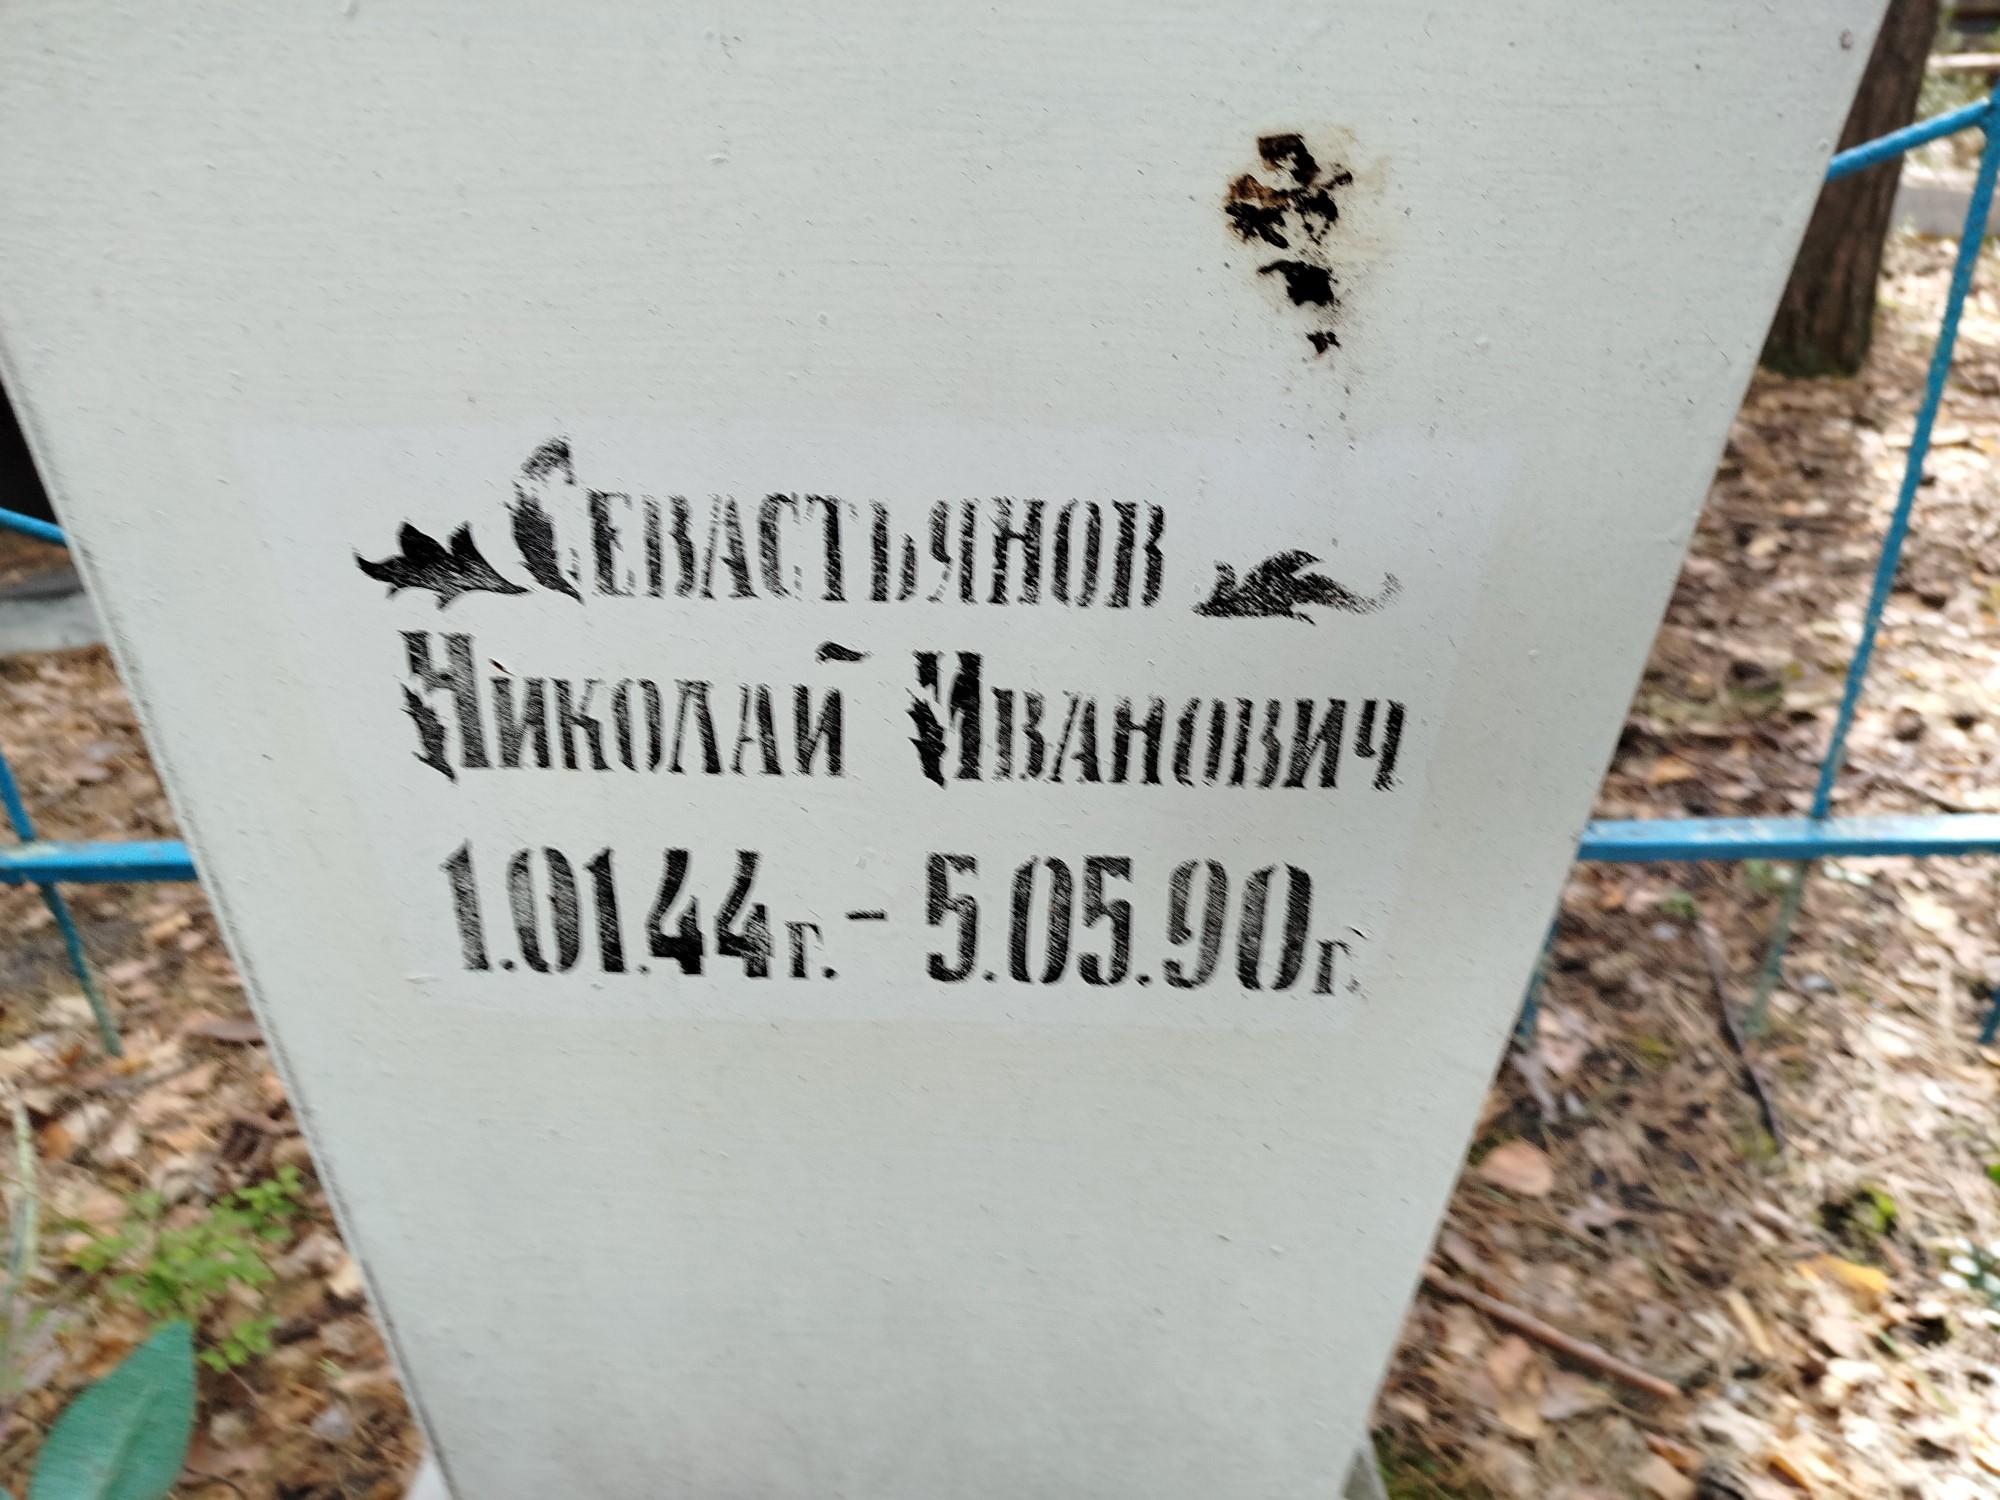 Севастьянов
Николай Иванович
1.01.44г. - 5.05.90г.